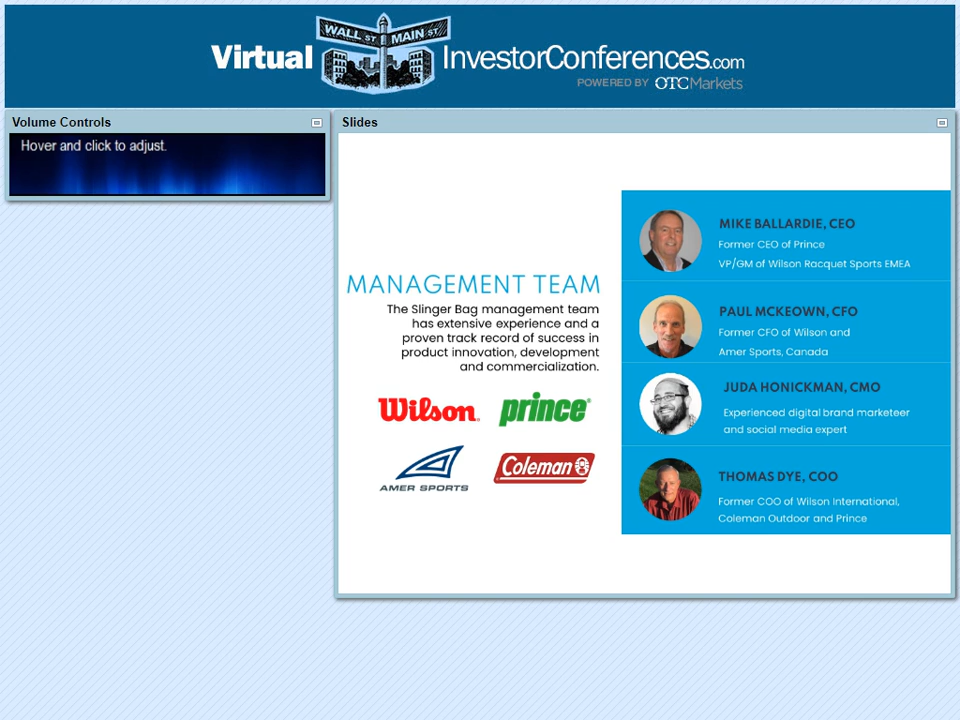 Virtual
WALL ST. MAIN ST.
InvestorConferences.com
POWERED BY OTCMarkets
Volume Controls
Hover and click to adjust.
Slides
MANAGEMENT TEAM
The Slinger Bag management team
has extensive experience and a
proven track record of success in
product innovation, development
and commercialization.
Wilson.
prince®
AMER SPORTS
Coleman
MIKE BALLARDIE, CEO
Former CEO of Prince
VP/GM of Wilson Racquet Sports EMEA
PAUL MCKEOWN, CFO
Former CFO of Wilson and
Amer Sports, Canada
JUDA HONICKMAN, CMO
Experienced digital brand marketeer
and social media expert
THOMAS DYE, COO
Former COO of Wilson International,
Coleman Outdoor and Prince